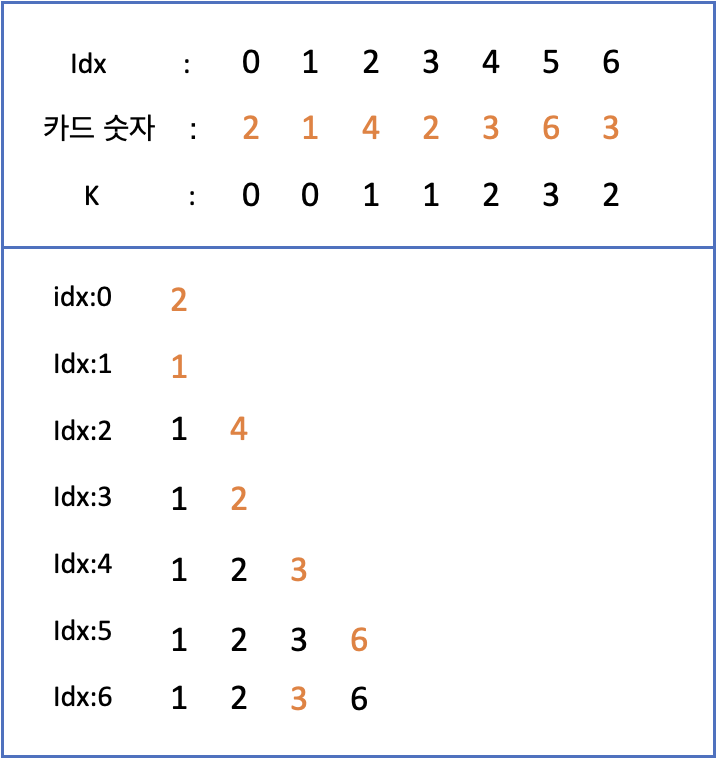 Idx : 0 1 2 3 4 5 6
카드 숫자 : 2 1 4 2 3 6 3
K : 0 0 1 1 2 3 2
idx:0 2
Idx:1 1
Idx:2 1 4
Idx:3 1 2
Idx:4 1 2 3
Idx:5 1 2 3 6
Idx:6 1 2 3 6